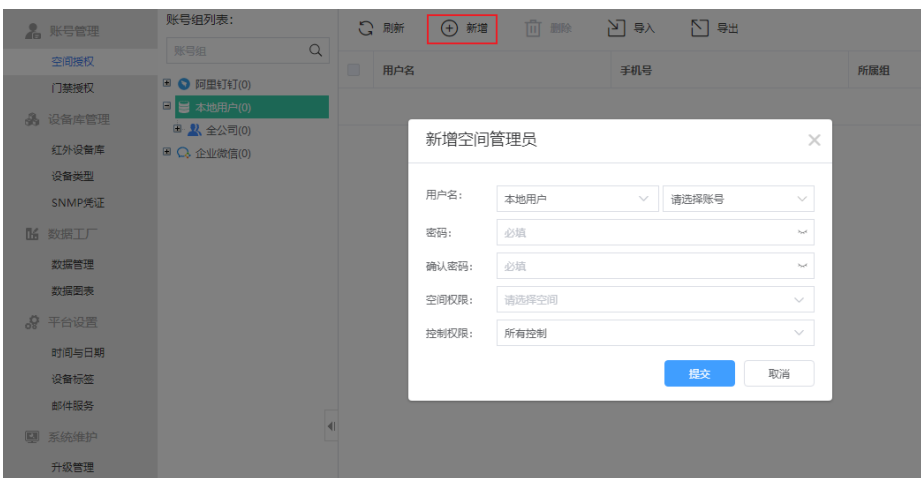 账号管理
空间授权
门禁授权
设备库管理
红外设备库
设备类型
SNMP凭证
数据工厂
数据管理
数据图表
平台设置
时间与日期
设备标签
邮件服务
系统维护
升级管理
账号组列表:
账号组
阿里钉钉(0)
本地用户(0)
全公司(0)
企业微信(0)
刷新 新增 删除 导入 导出
用户名 手机号 所属组
新增空间管理员
用户名: 本地用户 请选择账号
密码: 必填
确认密码: 必填
空间权限: 请选择空间
控制权限: 所有控制
提交 取消